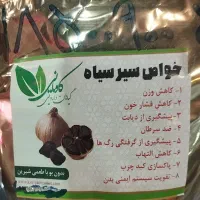 خواص سیر سیاه
۱- کاهش وزن
۲- کاهش فشار خون
۳- پیشگیری از دیابت
۴- ضد سرطان
۵- پیشگیری از گرفتگی رگ ها
۶- کاهش التهاب
۷- پاکسازی کبد چرب
۸- تقویت سیستم ایمنی بدن
بدون بو با طعمی شیرین